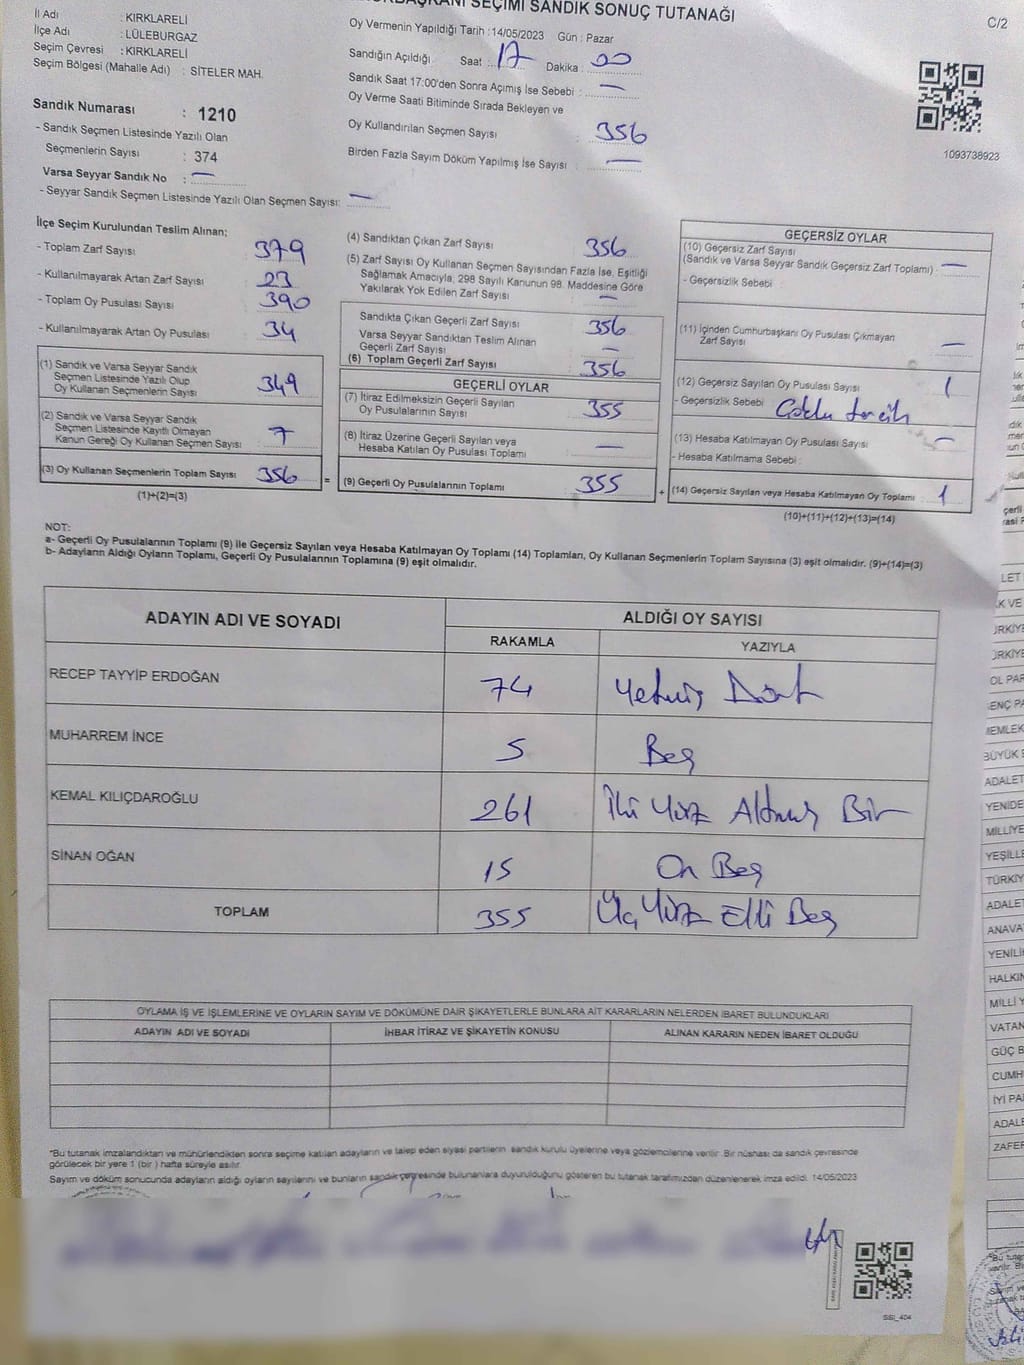 SEÇİMİ SANDIK SONUÇ TUTANAĞI
C/2
İl Adı : KIRKLARELİ
İlçe Adı : LÜLEBURGAZ
Seçim Çevresi : KIRKLARELİ
Seçim Bölgesi (Mahalle Adı) : SİTELER MAH.
Sandık Numarası : 1210
- Sandık Seçmen Listesinde Yazılı Olan
Seçmenlerin Sayısı : 374
Varsa Seyyar Sandık No : —
- Seyyar Sandık Seçmen Listesinde Yazılı Olan Seçmen Sayısı: —
Oy Vermenin Yapıldığı Tarih : 14/05/2023 Gün : Pazar
Sandığın Açıldığı Saat : 17 Dakika : 00
Sandık Saat 17:00'den Sonra Açılmış İse Sebebi : —
Oy Verme Saati Bitiminde Sırada Bekleyen ve
Oy Kullandırılan Seçmen Sayısı : 356
Birden Fazla Sayım Döküm Yapılmış İse Sayısı : —
1093738923
İlçe Seçim Kurulundan Teslim Alınan;
- Toplam Zarf Sayısı : 379
- Kullanılmayarak Artan Zarf Sayısı : 23
- Toplam Oy Pusulası Sayısı : 390
- Kullanılmayarak Artan Oy Pusulası : 34
(1) Sandık ve Varsa Seyyar Sandık
Seçmen Listesinde Yazılı Olup
Oy Kullanan Seçmenlerin Sayısı : 349
(2) Sandık ve Varsa Seyyar Sandık
Seçmen Listesinde Kayıtlı Olmayan
Kanun Gereği Oy Kullanan Seçmen Sayısı : 7
(3) Oy Kullanan Seçmenlerin Toplam Sayısı : 356 =
(1)+(2)=(3)
(4) Sandıktan Çıkan Zarf Sayısı : 356
(5) Zarf Sayısı Oy Kullanan Seçmen Sayısından Fazla İse, Eşitliği
Sağlamak Amacıyla, 298 Sayılı Kanunun 98. Maddesine Göre
Yakılarak Yok Edilen Zarf Sayısı : —
Sandıkta Çıkan Geçerli Zarf Sayısı : 356
Varsa Seyyar Sandıktan Teslim Alınan
Geçerli Zarf Sayısı : —
(6) Toplam Geçerli Zarf Sayısı : 356
GEÇERLİ OYLAR
(7) İtiraz Edilmeksizin Geçerli Sayılan
Oy Pusulalarının Sayısı : 355
(8) İtiraz Üzerine Geçerli Sayılan veya
Hesaba Katılan Oy Pusulası Toplamı : —
(9) Geçerli Oy Pusulalarının Toplamı : 355 +
GEÇERSİZ OYLAR
(10) Geçersiz Zarf Sayısı
(Sandık ve Varsa Seyyar Sandık Geçersiz Zarf Toplamı) : —
- Geçersizlik Sebebi :
(11) İçinden Cumhurbaşkanı Oy Pusulası Çıkmayan
Zarf Sayısı : —
(12) Geçersiz Sayılan Oy Pusulası Sayısı : 1
- Geçersizlik Sebebi : Çoklu tercih
(13) Hesaba Katılmayan Oy Pusulası Sayısı : —
- Hesaba Katılmama Sebebi :
(14) Geçersiz Sayılan veya Hesaba Katılmayan Oy Toplamı : 1
(10)+(11)+(12)+(13)=(14)
NOT:
a- Geçerli Oy Pusulalarının Toplamı (9) ile Geçersiz Sayılan veya Hesaba Katılmayan Oy Toplamı (14) Toplamları, Oy Kullanan Seçmenlerin Toplam Sayısına (3) eşit olmalıdır. (9)+(14)=(3)
b- Adayların Aldığı Oyların Toplamı, Geçerli Oy Pusulalarının Toplamına (9) eşit olmalıdır.
ADAYIN ADI VE SOYADI
ALDIĞI OY SAYISI
RAKAMLA YAZIYLA
RECEP TAYYİP ERDOĞAN 74 Yetmiş Dört
MUHARREM İNCE 5 Beş
KEMAL KILIÇDAROĞLU 261 İki Yüz Altmış Bir
SİNAN OĞAN 15 On Beş
TOPLAM 355 Üç Yüz Elli Beş
OYLAMA İŞ VE İŞLEMLERİNE VE OYLARIN SAYIM VE DÖKÜMÜNE DAİR ŞİKAYETLERLE BUNLARA AİT KARARLARIN NELERDEN İBARET BULUNDUKLARI
ADAYIN ADI VE SOYADI İHBAR İTİRAZ VE ŞİKAYETİN KONUSU ALINAN KARARIN NEDEN İBARET OLDUĞU
*Bu tutanak imzalandıktan ve mühürlendikten sonra seçime katılan adayların ve talep eden siyasi partilerin sandık kurulu üyelerine veya gözlemcilerine verilir. Bir nüshası da sandık çevresinde
görülecek bir yere 1 (bir) hafta süreyle asılır.
Sayım ve döküm sonucunda adayların aldığı oyların sayılarını ve bunların sandık çevresinde bulunanlara duyurulduğunu gösteren bu tutanak tarafımızdan düzenlenerek imza edildi. 14/05/2023
SSİ_404